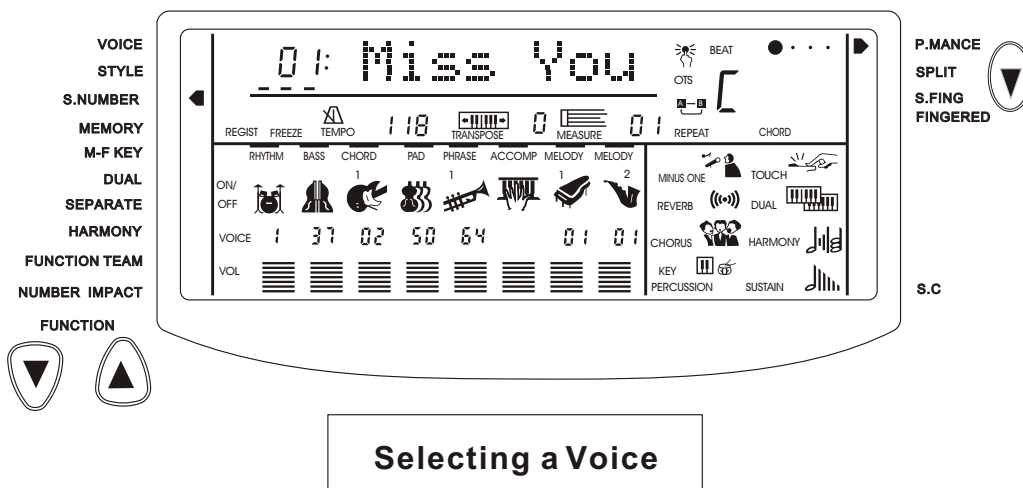 VOICE
STYLE
S.NUMBER
MEMORY
M-F KEY
DUAL
SEPARATE
HARMONY
FUNCTION TEAM
NUMBER IMPACT
FUNCTION
01: Miss You
BEAT
OTS
A-B
C
REGIST FREEZE TEMPO 118 TRANSPOSE 0 MEASURE 01 REPEAT CHORD
RHYTHM BASS CHORD PAD PHRASE ACCOMP MELODY MELODY
1 1 1 2
ON/
OFF
VOICE 1 37 02 50 64 01 01
VOL
MINUS ONE TOUCH
REVERB DUAL
CHORUS HARMONY
KEY
PERCUSSION SUSTAIN
P.MANCE
SPLIT
S.FING
FINGERED
S.C
Selecting a Voice